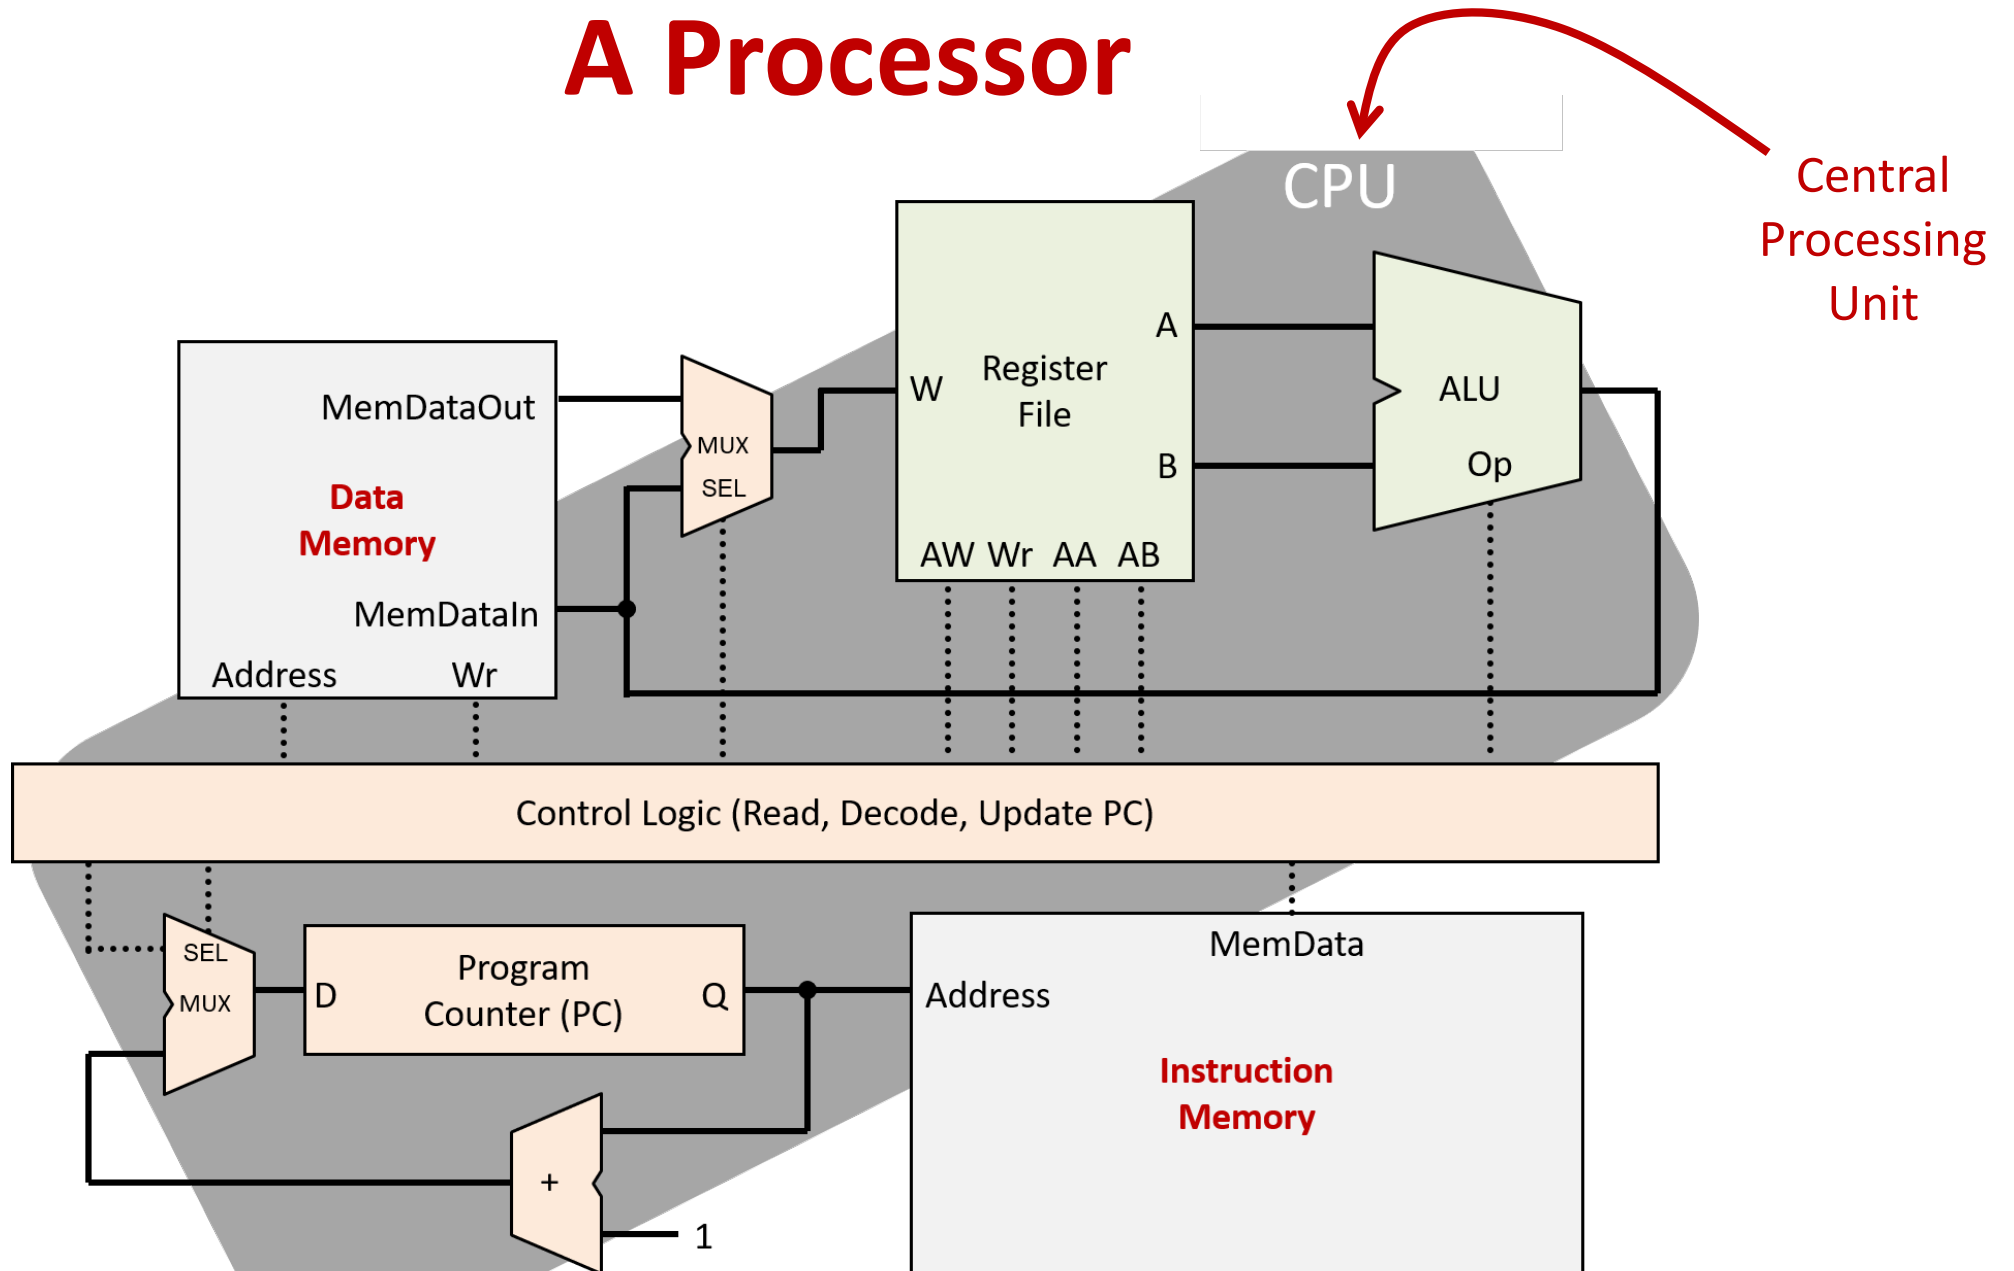 A Processor
CPU
Central
Processing
Unit
Register
File
A
W
B
AW Wr AA AB
ALU
Op
MemDataOut
Data
Memory
MemDataIn
Address Wr
MUX
SEL
Control Logic (Read, Decode, Update PC)
SEL
MUX
D
Program
Counter (PC)
Q
MemData
Address
Instruction
Memory
+
1